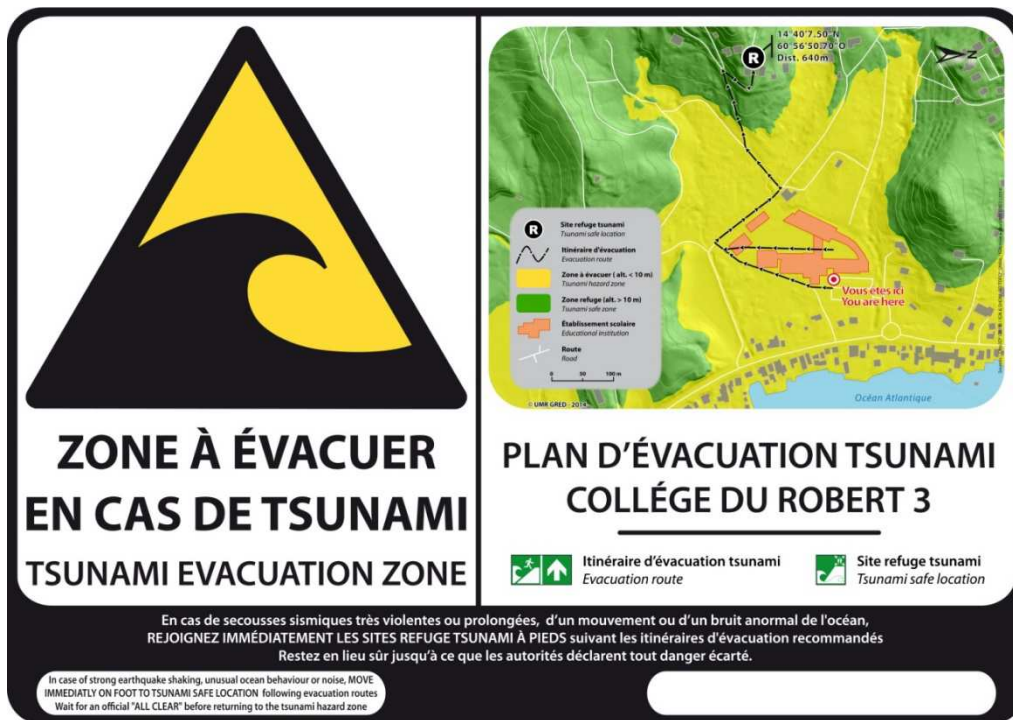 ZONE À ÉVACUER
EN CAS DE TSUNAMI
TSUNAMI EVACUATION ZONE
14°40'7.50"N
60°56'50.70"O
Dist. 640m
R
N
R
Site refuge tsunami
Tsunami safe location
Itinéraire d'évacuation
Evacuation route
Zone à évacuer ( alt. < 10 m)
Tsunami hazard zone
Zone refuge (alt. > 10 m)
Tsunami safe zone
Établissement scolaire
Educational institution
Route
Road
0 50 100 m
Vous êtes ici
You are here
Océan Atlantique
© UMR GRED - 2014
PLAN D'ÉVACUATION TSUNAMI
COLLÉGE DU ROBERT 3
Itinéraire d'évacuation tsunami
Evacuation route
Site refuge tsunami
Tsunami safe location
En cas de secousses sismiques très violentes ou prolongées, d'un mouvement ou d'un bruit anormal de l'océan,
REJOIGNEZ IMMÉDIATEMENT LES SITES REFUGE TSUNAMI À PIEDS suivant les itinéraires d'évacuation recommandés
Restez en lieu sûr jusqu'à ce que les autorités déclarent tout danger écarté.
In case of strong earthquake shaking, unusual ocean behaviour or noise, MOVE
IMMEDIATLY ON FOOT TO TSUNAMI SAFE LOCATION following evacuation routes
Wait for an official "ALL CLEAR" before returning to the tsunami hazard zone